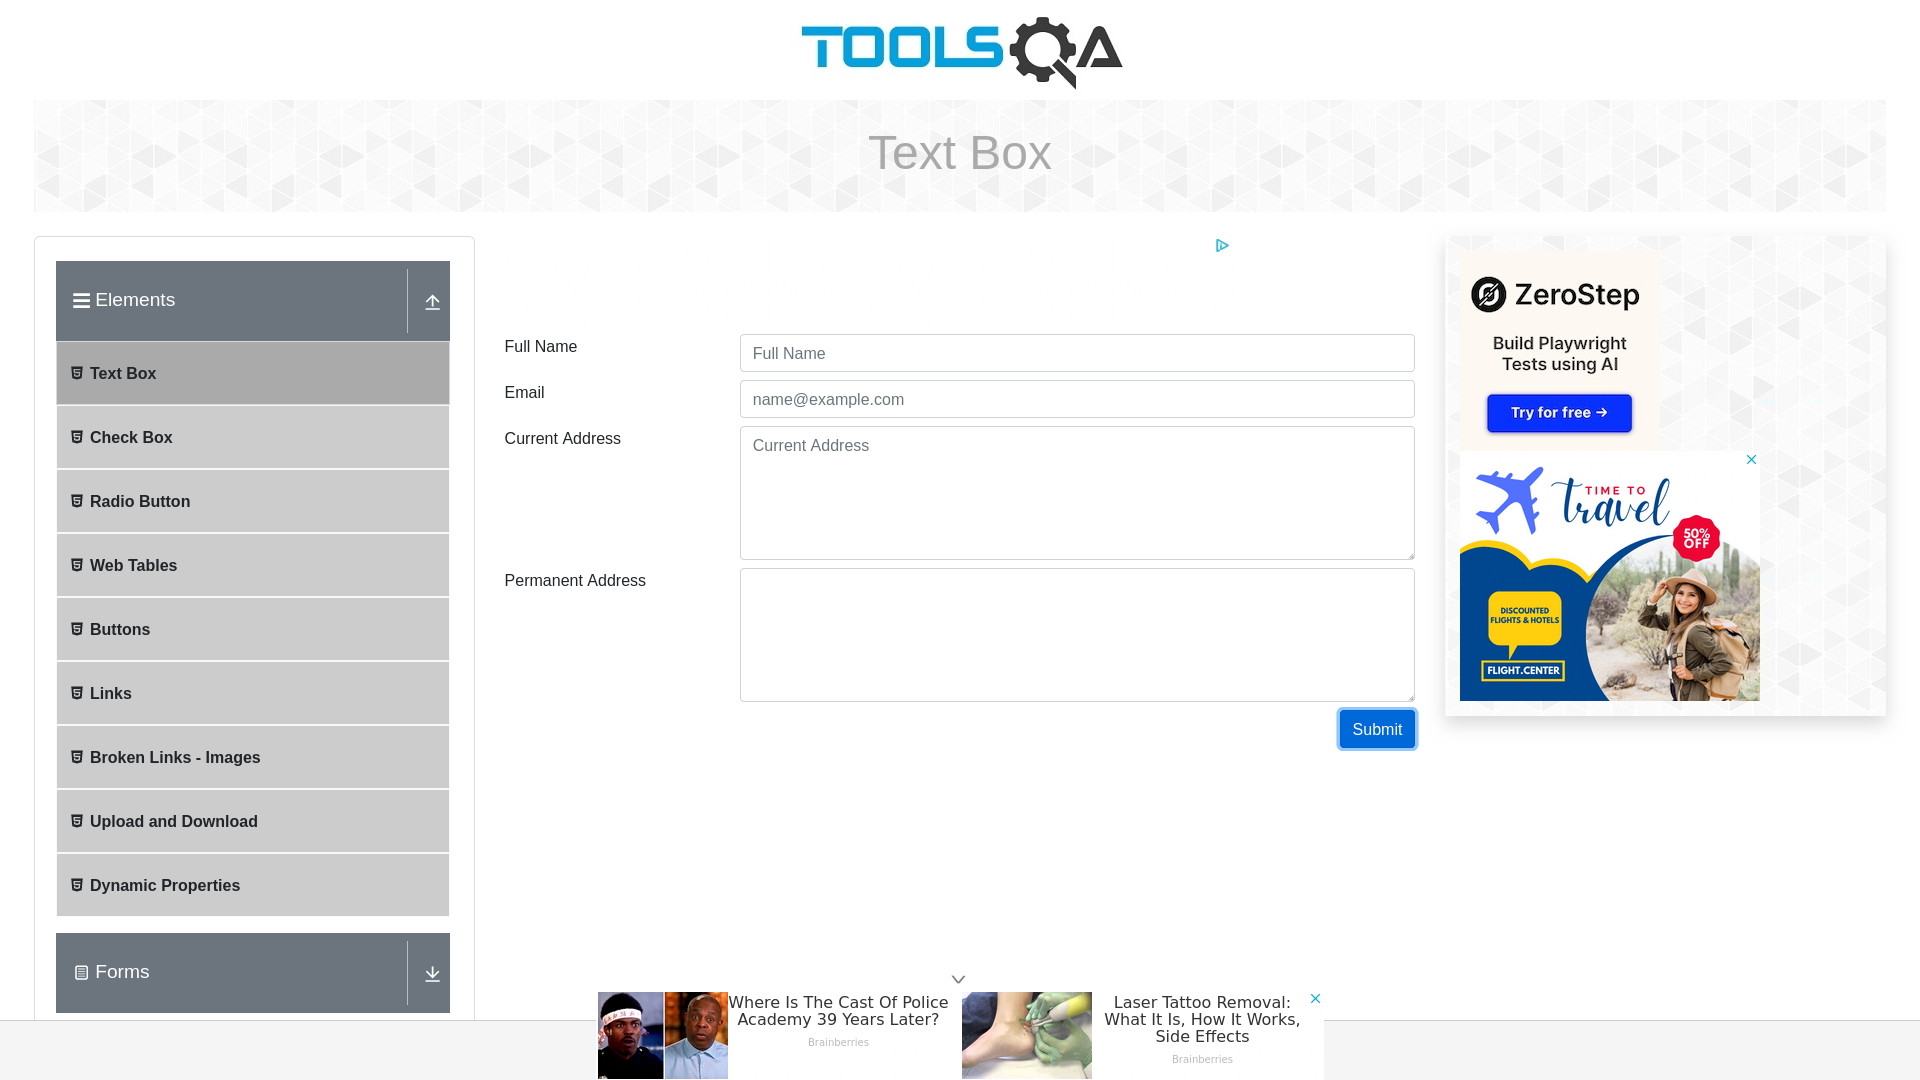 TOOLSQA
Text Box
Elements
Text Box
Check Box
Radio Button
Web Tables
Buttons
Links
Broken Links - Images
Upload and Download
Dynamic Properties
Forms
Full Name
Full Name
Email
name@example.com
Current Address
Current Address
Permanent Address
Submit
ZeroStep
Build Playwright
Tests using AI
Try for free →
TIME TO
travel
50%
OFF
DISCOUNTED
FLIGHTS & HOTELS
FLIGHT.CENTER
Where Is The Cast Of Police
Academy 39 Years Later?
Brainberries
Laser Tattoo Removal:
What It Is, How It Works,
Side Effects
Brainberries